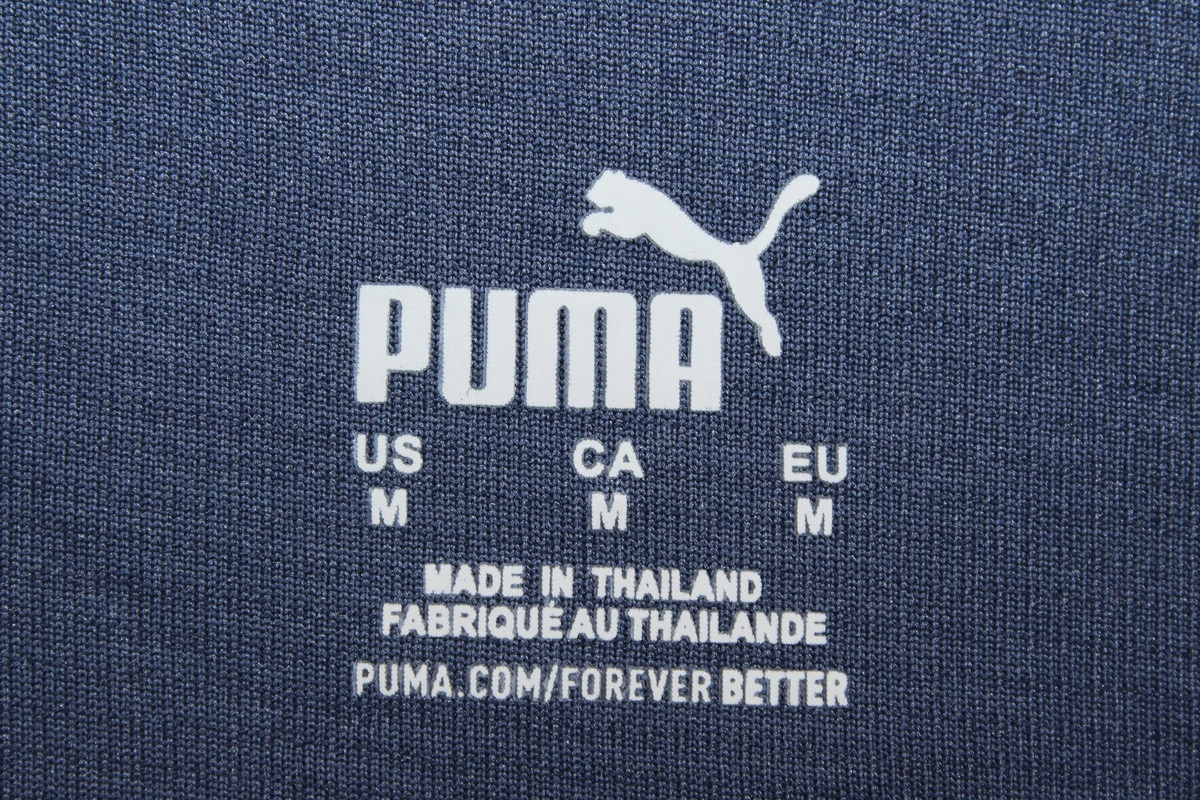 PUMA
US CA EU
M M M
MADE IN THAILAND
FABRIQUÉ AU THAILANDE
PUMA.COM/FOREVER BETTER